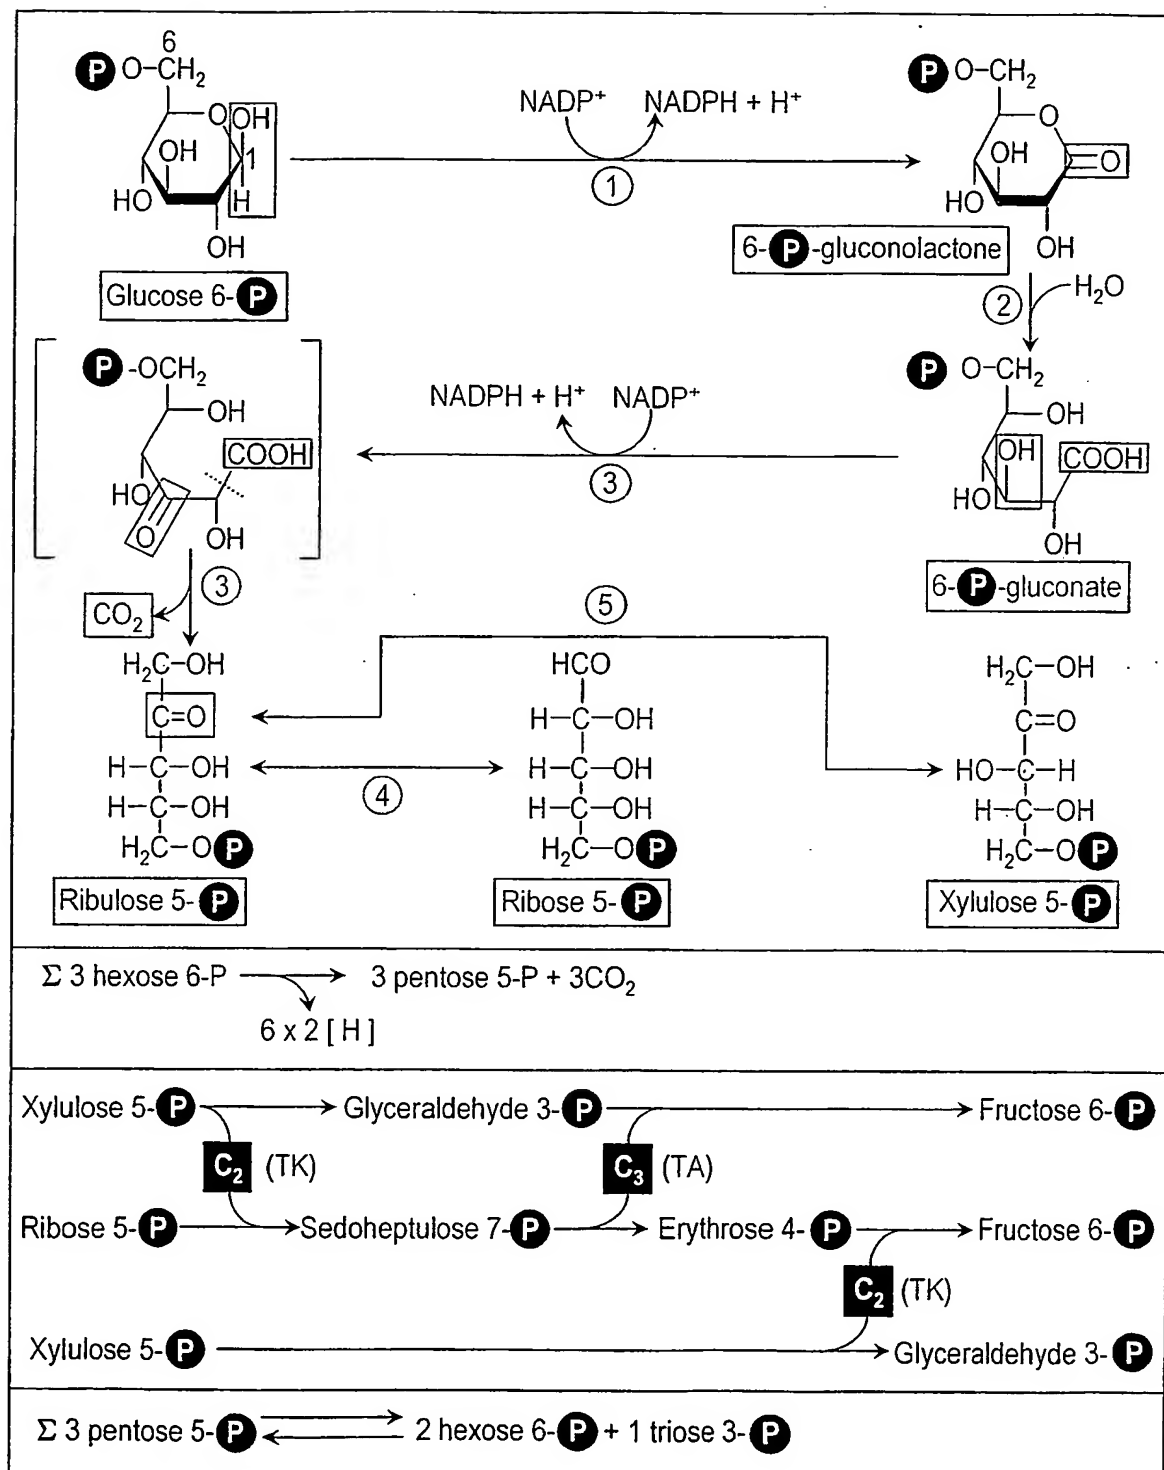 6
P O–CH₂
O
OH
OH
1
HO
H
OH
Glucose 6-P
NADP⁺ NADPH + H⁺
1
P O–CH₂
O
OH
O
HO
OH
6-P-gluconolactone
2
H₂O
P -OCH₂
OH
COOH
HO
O
OH
NADPH + H⁺ NADP⁺
3
P O–CH₂
OH
OH
COOH
HO
OH
6-P-gluconate
3
CO₂
5
H₂C–OH
C=O
H–C–OH
H–C–OH
H₂C–OP
Ribulose 5-P
4
HCO
H–C–OH
H–C–OH
H–C–OH
H₂C–OP
Ribose 5-P
H₂C–OH
C=O
HO–C–H
H–C–OH
H₂C–OP
Xylulose 5-P
Σ 3 hexose 6-P → 3 pentose 5-P + 3CO₂
6 x 2 [ H ]
Xylulose 5-P → Glyceraldehyde 3-P → Fructose 6-P
C₂ (TK) C₃ (TA)
Ribose 5-P → Sedoheptulose 7-P → Erythrose 4-P → Fructose 6-P
C₂ (TK)
Xylulose 5-P → Glyceraldehyde 3-P
Σ 3 pentose 5-P ⇌ 2 hexose 6-P + 1 triose 3-P